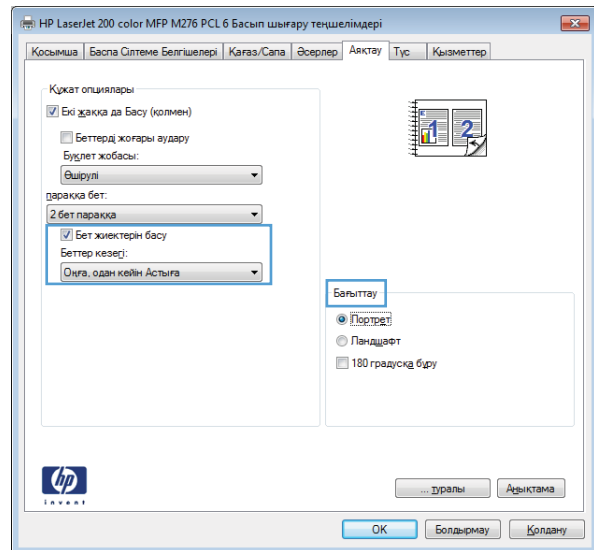 HP LaserJet 200 color MFP M276 PCL 6 Басып шығару теңшелімдері
Қосымша Баспа Сілтеме Белгішелері Қағаз/Сапа Әсерлер Аяқтау Түс Қызметтер
Құжат опциялары
Екі жаққа да Басу (қолмен)
Беттерді жоғары аудару
Буклет жобасы:
Өшірулі
параққа бет:
2 бет параққа
Бет жиектерін басу
Беттер кезегі:
Оңға, одан кейін Астыға
1 2
Бағыттау
Портрет
Ландшафт
180 градусқа бұру
hp
invent
... туралы Анықтама
OK Болдырмау Қолдану